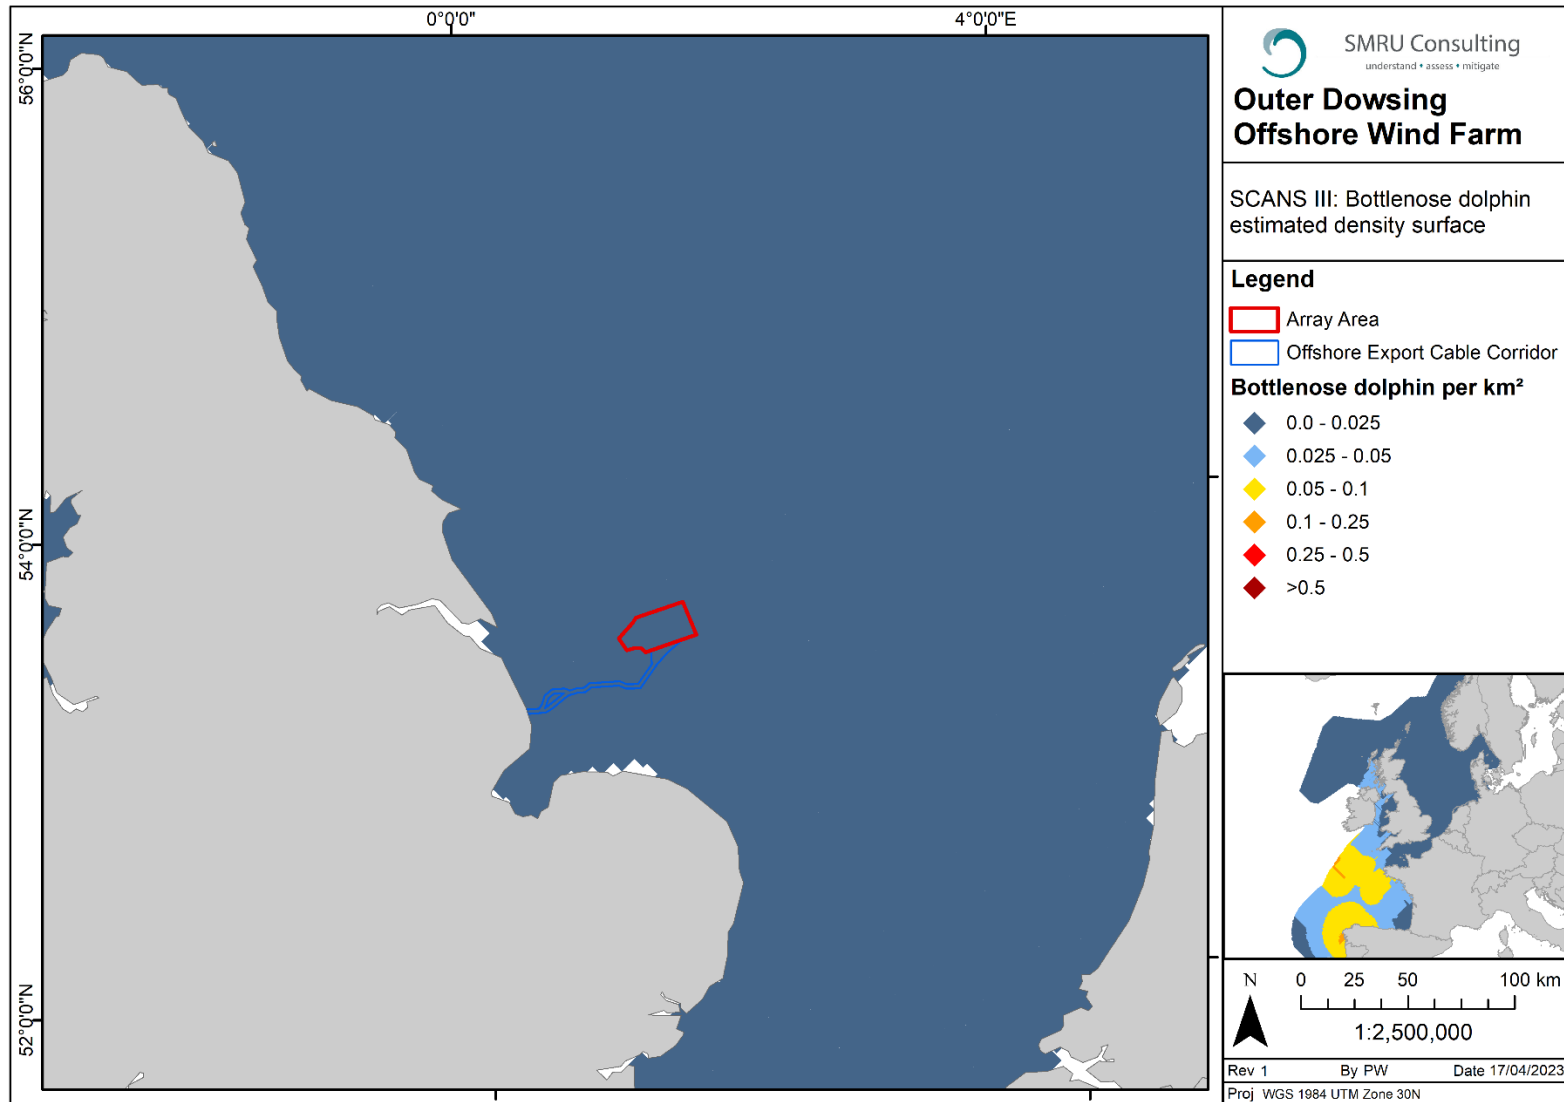 0°0'0"
4°0'0"E
56°0'0"N
54°0'0"N
52°0'0"N
SMRU Consulting
understand • assess • mitigate
Outer Dowsing
Offshore Wind Farm
SCANS III: Bottlenose dolphin
estimated density surface
Legend
Array Area
Offshore Export Cable Corridor
Bottlenose dolphin per km²
0.0 - 0.025
0.025 - 0.05
0.05 - 0.1
0.1 - 0.25
0.25 - 0.5
>0.5
N
0 25 50 100 km
1:2,500,000
Rev 1 By PW Date 17/04/2023
Proj WGS 1984 UTM Zone 30N